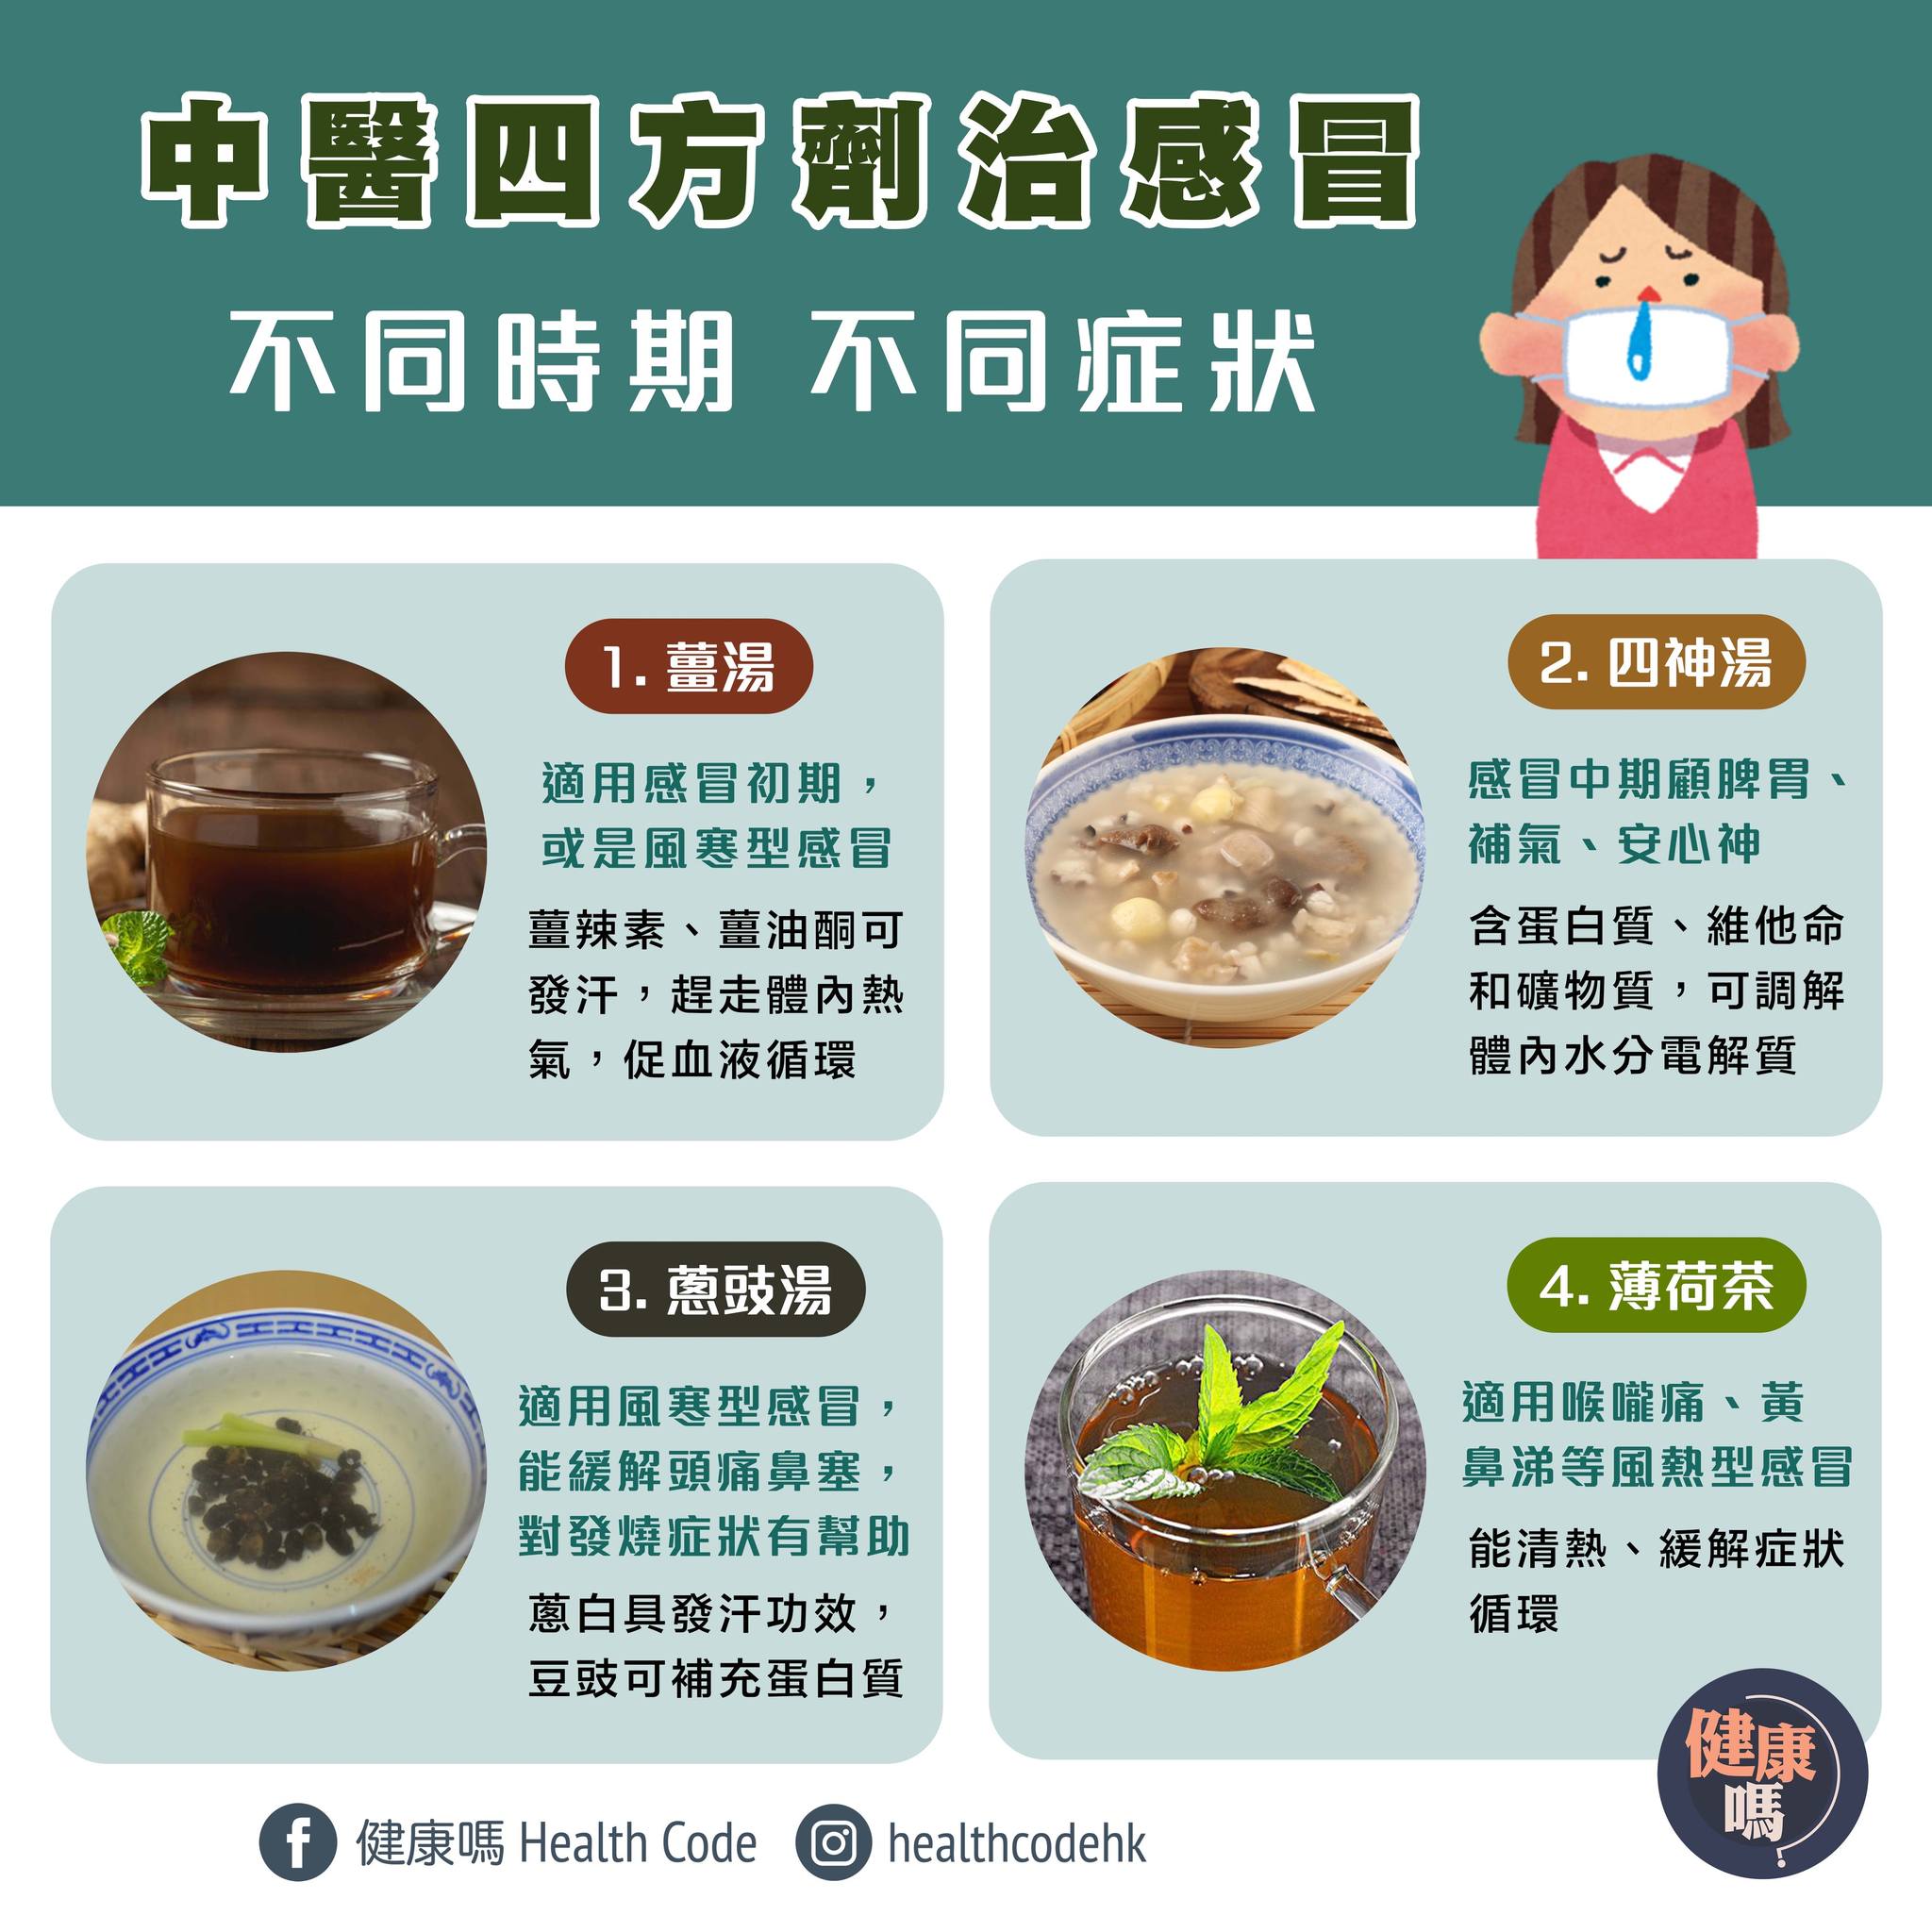 中醫四方劑治感冒
不同時期 不同症狀
1. 薑湯
適用感冒初期，
或是風寒型感冒
薑辣素、薑油酮可
發汗，趕走體內熱
氣，促血液循環
2. 四神湯
感冒中期顧脾胃、
補氣、安心神
含蛋白質、維他命
和礦物質，可調解
體內水分電解質
3. 蔥豉湯
適用風寒型感冒，
能緩解頭痛鼻塞，
對發燒症狀有幫助
蔥白具發汗功效，
豆豉可補充蛋白質
4. 薄荷茶
適用喉嚨痛、黃
鼻涕等風熱型感冒
能清熱、緩解症狀
循環
健康
嗎
健康嗎 Health Code
healthcodehk